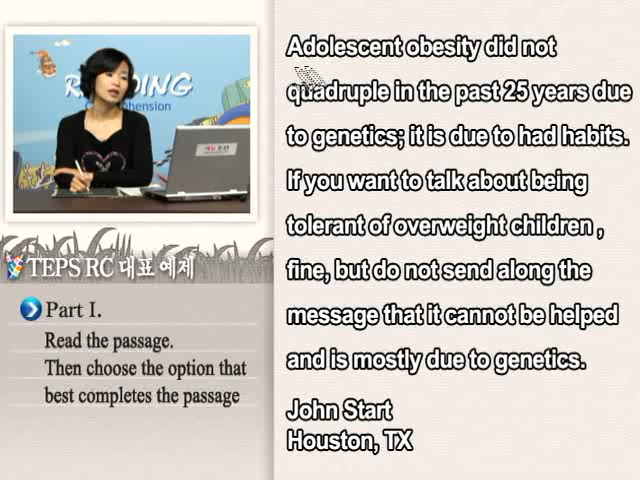 READING
TEPS RC 대표 예제
Part I.
Read the passage.
Then choose the option that
best completes the passage
Adolescent obesity did not
quadruple in the past 25 years due
to genetics; it is due to had habits.
If you want to talk about being
tolerant of overweight children ,
fine, but do not send along the
message that it cannot be helped
and is mostly due to genetics.
John Start
Houston, TX